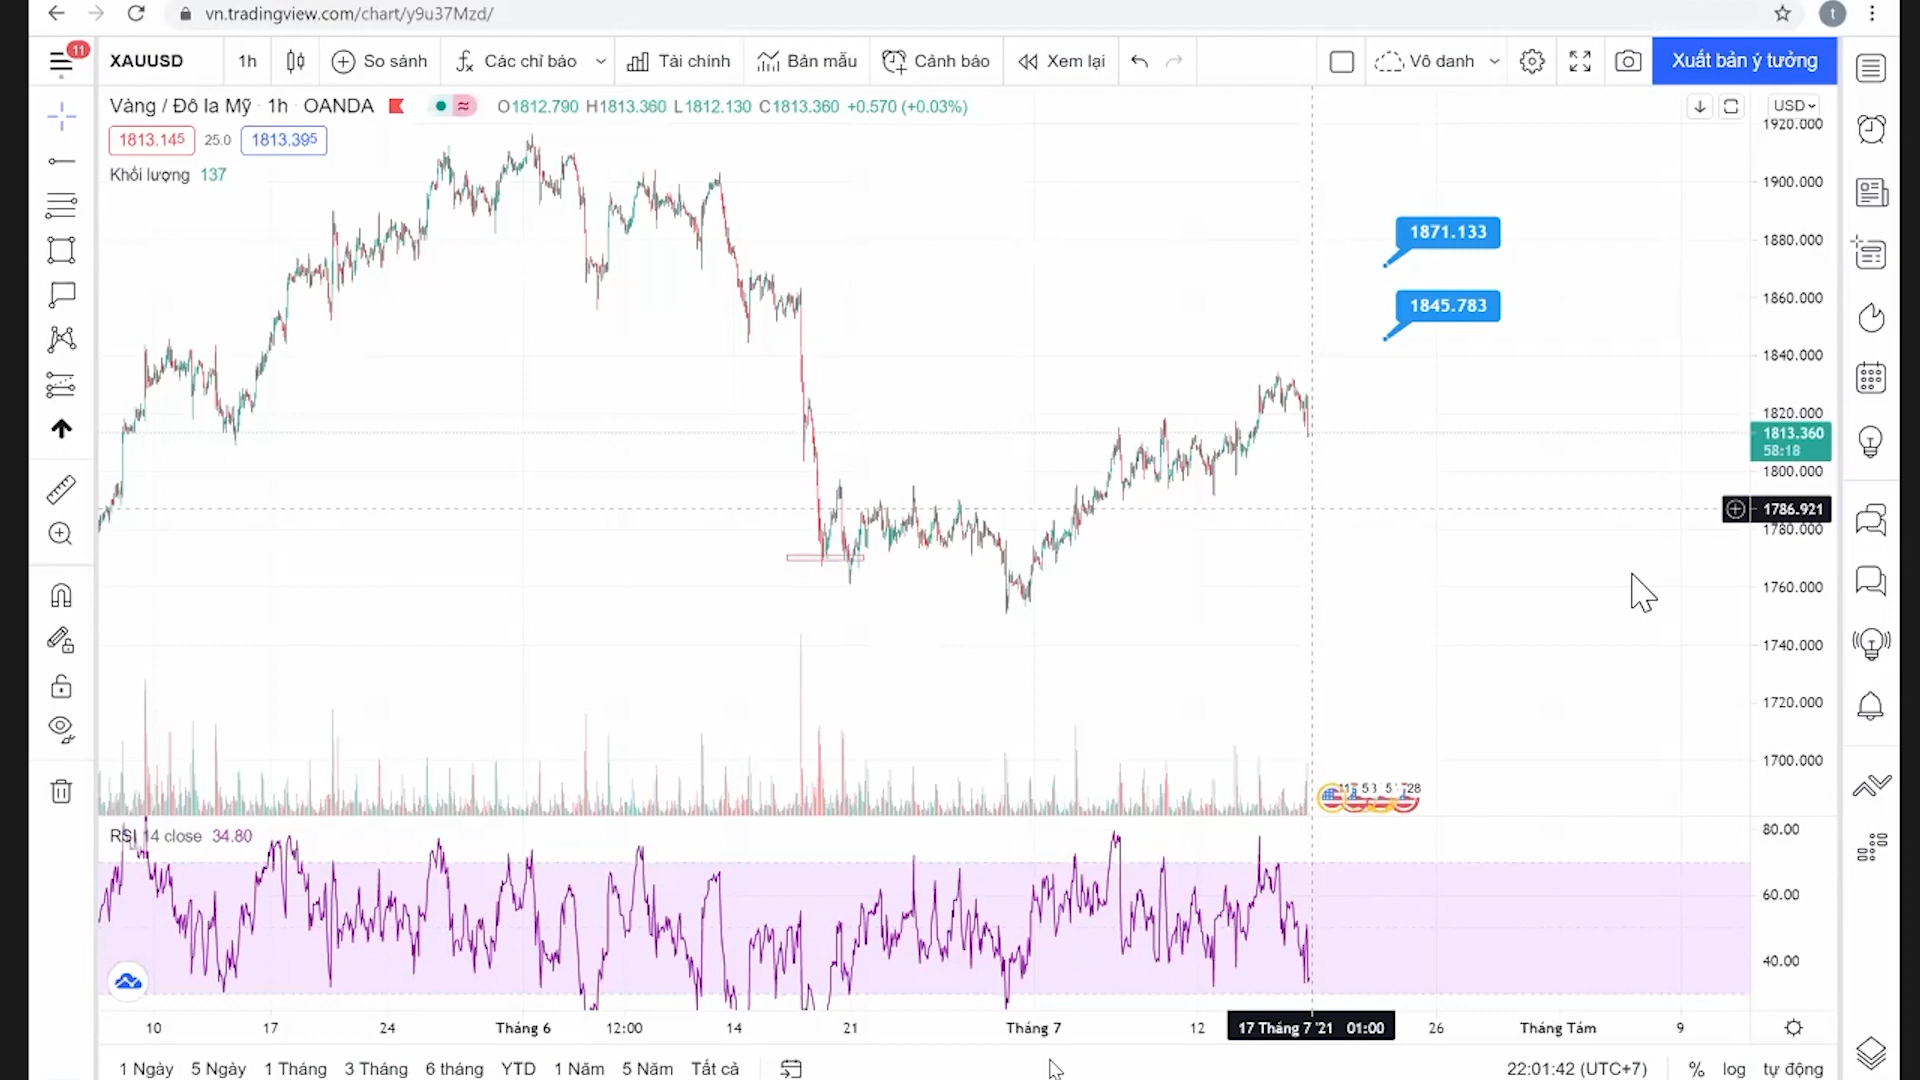 vn.tradingview.com/chart/y9u37Mzd/
t
11
XAUUSD
1h
So sánh
Các chỉ báo
Tài chính
Bản mẫu
Cảnh báo
Xem lại
Vô danh
Xuất bản ý tưởng
Vàng / Đô la Mỹ · 1h · OANDA
O1812.790 H1813.360 L1812.130 C1813.360 +0.570 (+0.03%)
USD
1813.145
25.0
1813.395
Khối lượng 137
1920.000
1900.000
1880.000
1860.000
1840.000
1820.000
1813.360
58:18
1800.000
1786.921
1780.000
1760.000
1740.000
1720.000
1700.000
1871.133
1845.783
RSI 14 close 34.80
80.00
60.00
40.00
10
17
24
Tháng 6
12:00
14
21
Tháng 7
12
17 Tháng 7 '21 01:00
26
Tháng Tám
9
1 Ngày
5 Ngày
1 Tháng
3 Tháng
6 tháng
YTD
1 Năm
5 Năm
Tất cả
22:01:42 (UTC+7)
%
log
tự động